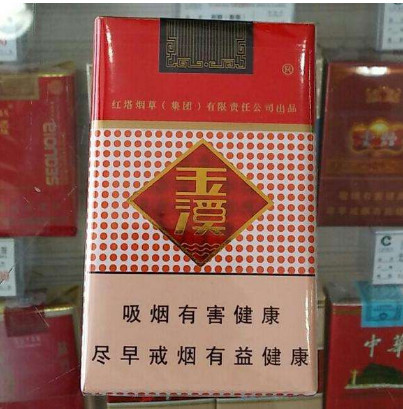 ®
红塔烟草(集团)有限责任公司出品
玉
溪
吸烟有害健康
尽早戒烟有益健康
中华